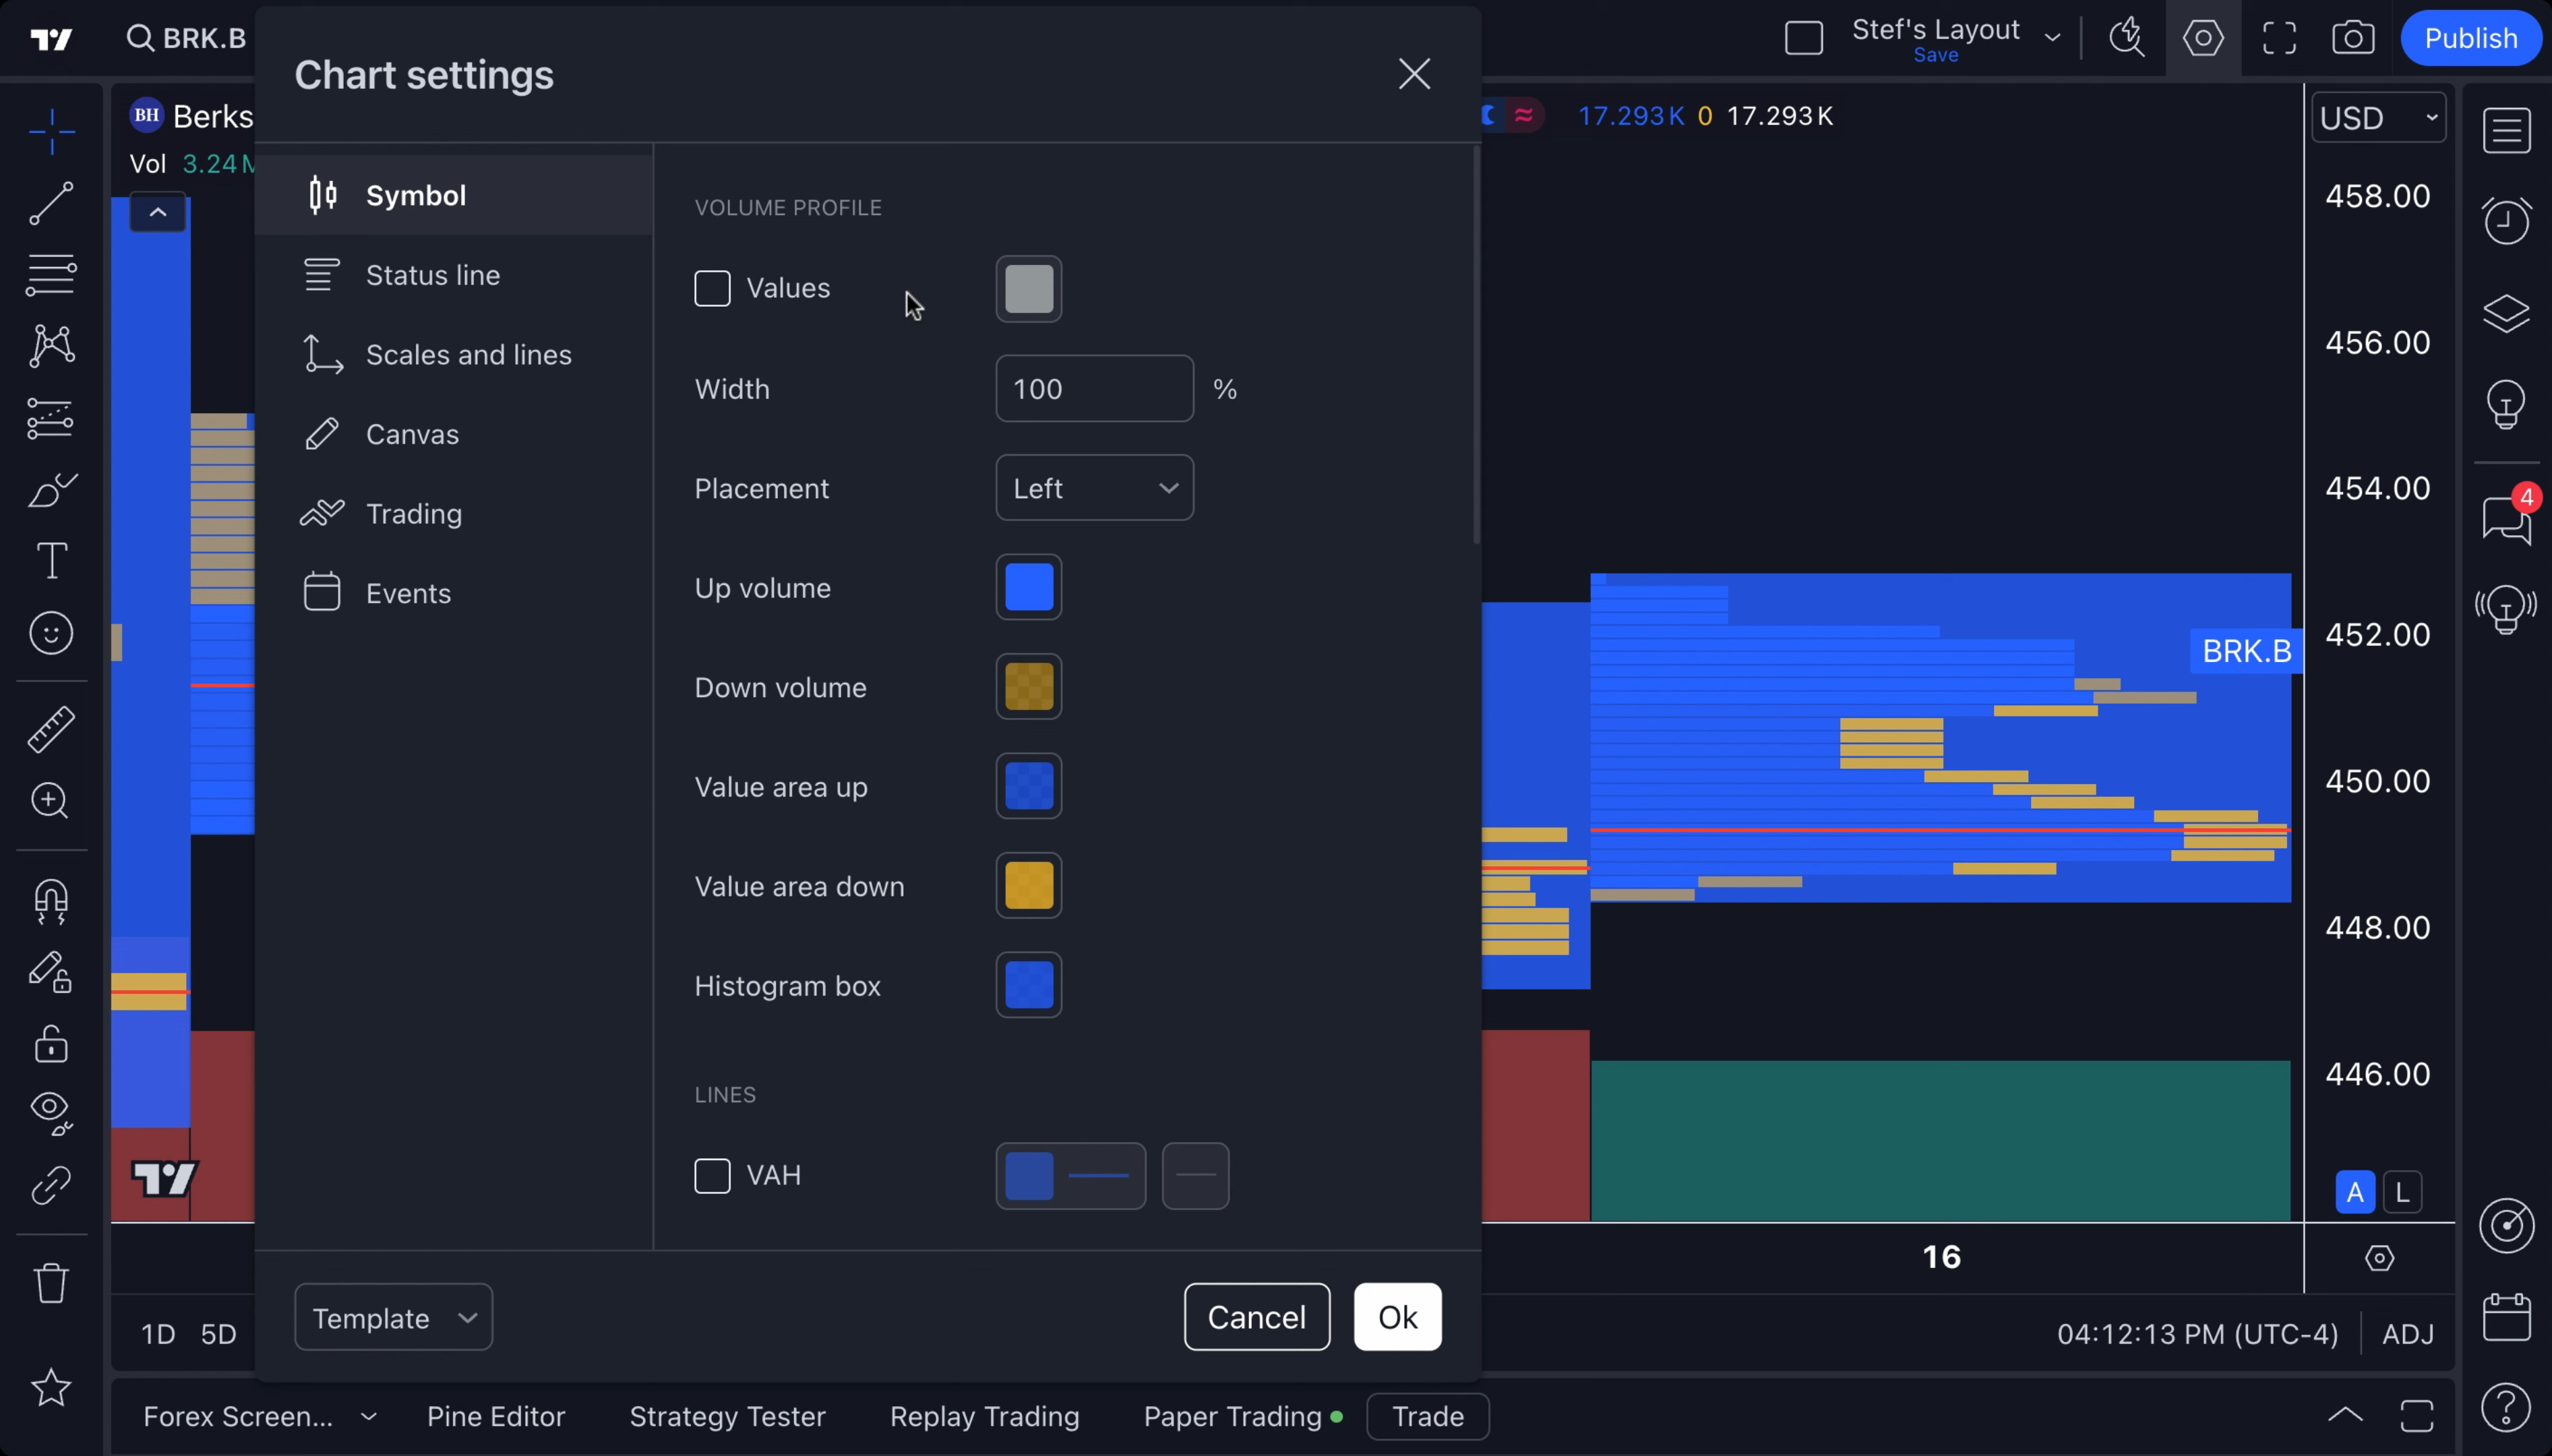 BRK.B
Stef's Layout
Save
Publish
Chart settings
BH Berks
17.293K 0 17.293K
USD
Vol 3.24M
Symbol
Status line
Scales and lines
Canvas
Trading
Events
VOLUME PROFILE
Values
Width 100 %
Placement Left
Up volume
Down volume
Value area up
Value area down
Histogram box
LINES
VAH
458.00
456.00
454.00
452.00
BRK.B
450.00
448.00
446.00
4
A L
16
Template
Cancel
Ok
1D 5D
04:12:13 PM (UTC-4)
ADJ
Forex Screen...
Pine Editor
Strategy Tester
Replay Trading
Paper Trading
Trade